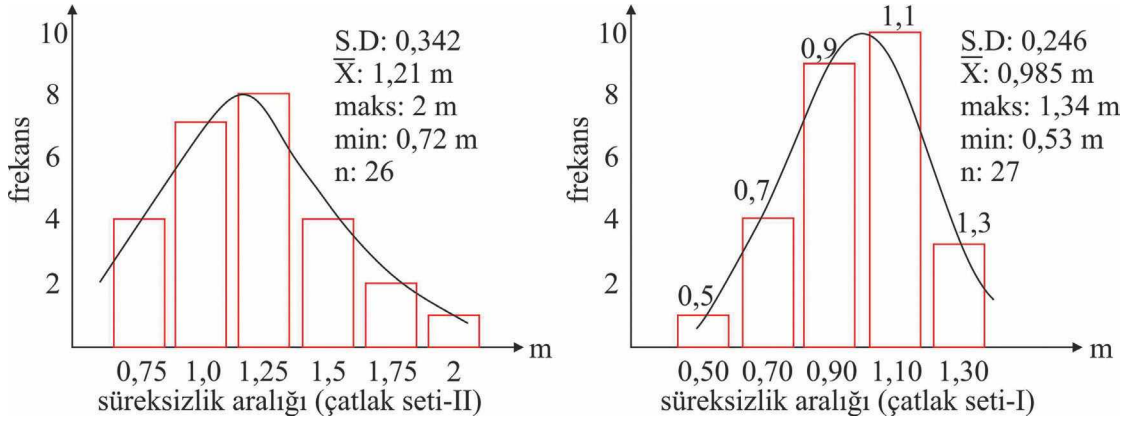 frekans
10
8
6
4
2
S.D: 0,342
X̅: 1,21 m
maks: 2 m
min: 0,72 m
n: 26
m
0,75 1,0 1,25 1,5 1,75 2
süreksizlik aralığı (çatlak seti-II)
frekans
10
8
6
4
2
0,5
0,7
0,9
1,1
1,3
S.D: 0,246
X̅: 0,985 m
maks: 1,34 m
min: 0,53 m
n: 27
m
0,50 0,70 0,90 1,10 1,30
süreksizlik aralığı (çatlak seti-I)